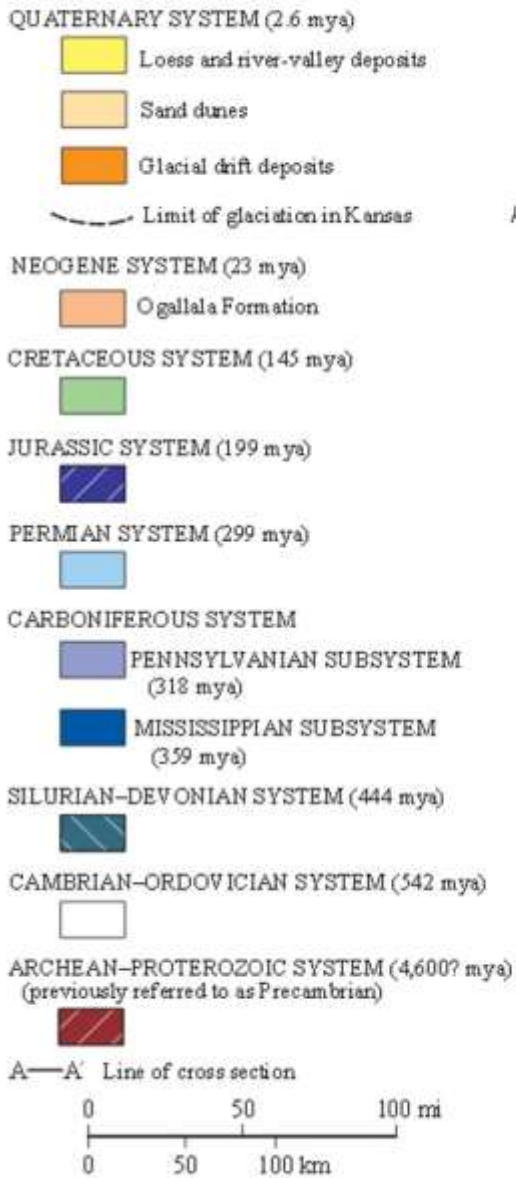 QUATERNARY SYSTEM (2.6 mya)
Loess and river-valley deposits
Sand dunes
Glacial drift deposits
Limit of glaciation in Kansas
NEOGENE SYSTEM (23 mya)
Ogallala Formation
CRETACEOUS SYSTEM (145 mya)
JURASSIC SYSTEM (199 mya)
PERMIAN SYSTEM (299 mya)
CARBONIFEROUS SYSTEM
PENNSYLVANIAN SUBSYSTEM
(318 mya)
MISSISSIPPIAN SUBSYSTEM
(359 mya)
SILURIAN–DEVONIAN SYSTEM (444 mya)
CAMBRIAN–ORDOVICIAN SYSTEM (542 mya)
ARCHEAN–PROTEROZOIC SYSTEM (4,600? mya)
(previously referred to as Precambrian)
A—A′ Line of cross section
0 50 100 mi
0 50 100 km